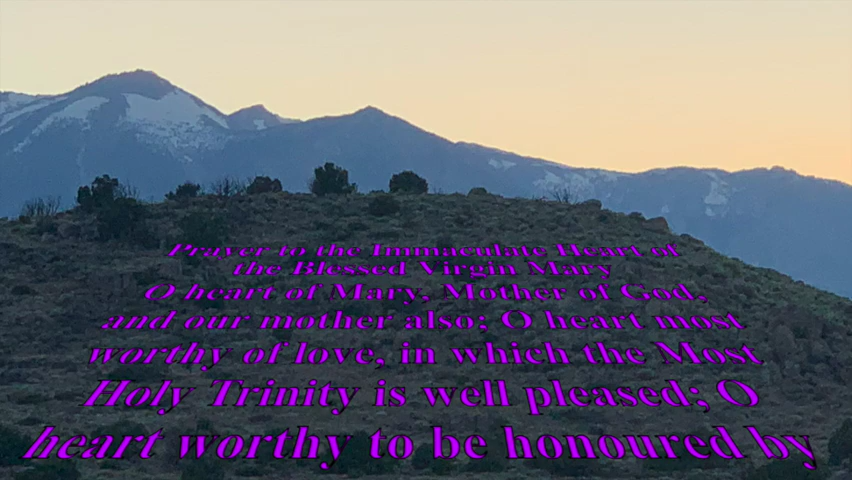 Prayer to the Immaculate Heart of
the Blessed Virgin Mary
O heart of Mary, Mother of God,
and our mother also; O heart most
worthy of love, in which the Most
Holy Trinity is well pleased; O
heart worthy to be honoured by